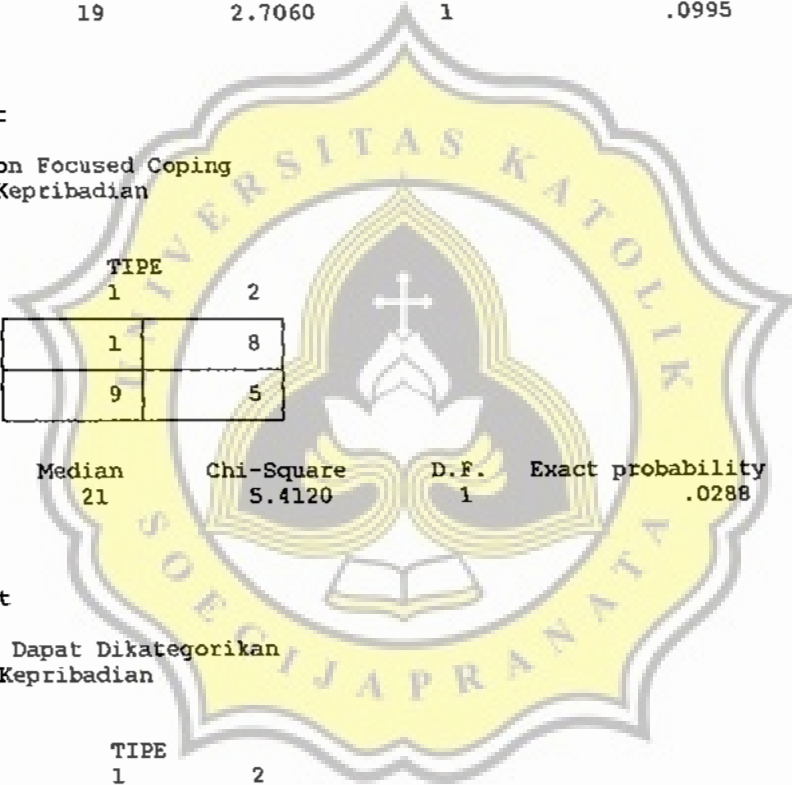 19 2.7060 1 .0995
on Focused Coping
Kepribadian
TIPE
1 2
1 8
9 5
Median Chi-Square D.F. Exact probability
21 5.4120 1 .0288
t
Dapat Dikategorikan
Kepribadian
TIPE
1 2
UNIVERSITAS KATOLIK
SOEGIJAPRANATA